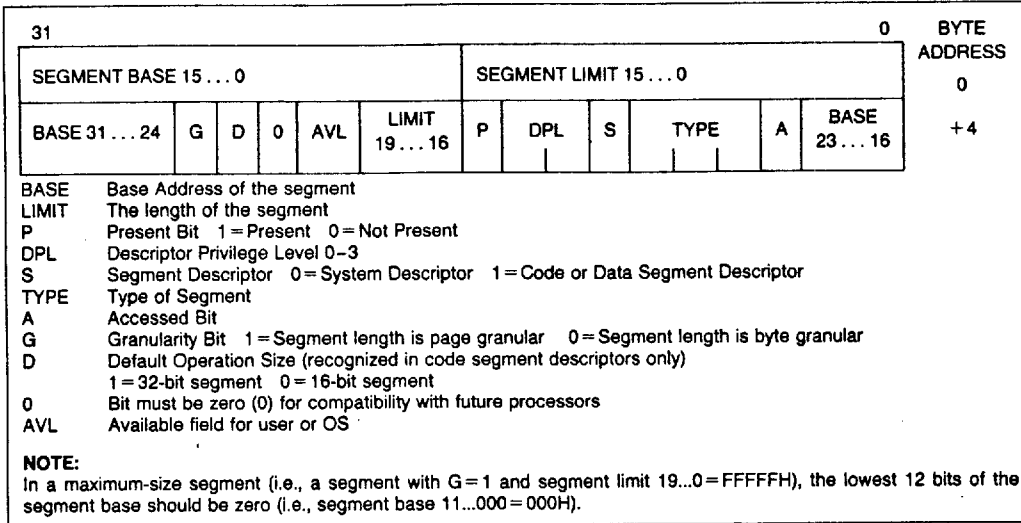 31 0 BYTE ADDRESS
SEGMENT BASE 15...0 SEGMENT LIMIT 15...0 0
BASE 31...24 G D 0 AVL LIMIT 19...16 P DPL S TYPE A BASE 23...16 +4
BASE Base Address of the segment
LIMIT The length of the segment
P Present Bit 1=Present 0=Not Present
DPL Descriptor Privilege Level 0–3
S Segment Descriptor 0=System Descriptor 1=Code or Data Segment Descriptor
TYPE Type of Segment
A Accessed Bit
G Granularity Bit 1=Segment length is page granular 0=Segment length is byte granular
D Default Operation Size (recognized in code segment descriptors only)
1=32-bit segment 0=16-bit segment
0 Bit must be zero (0) for compatibility with future processors
AVL Available field for user or OS
NOTE:
In a maximum-size segment (i.e., a segment with G=1 and segment limit 19...0=FFFFFH), the lowest 12 bits of the
segment base should be zero (i.e., segment base 11...000=000H).